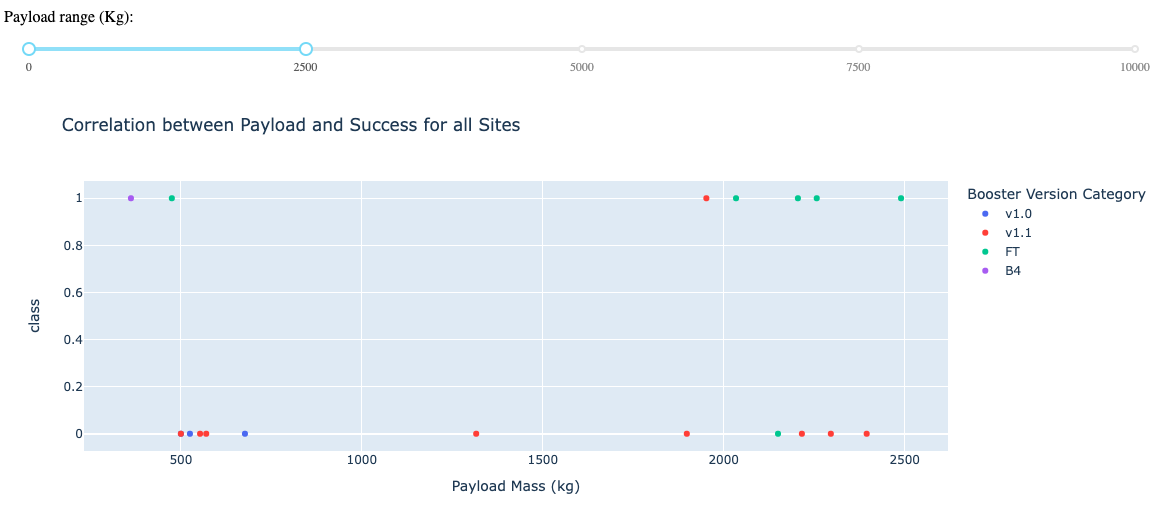 Payload range (Kg):
0 2500 5000 7500 10000
Correlation between Payload and Success for all Sites
Booster Version Category
v1.0
v1.1
FT
B4
class
1
0.8
0.6
0.4
0.2
0
500 1000 1500 2000 2500
Payload Mass (kg)